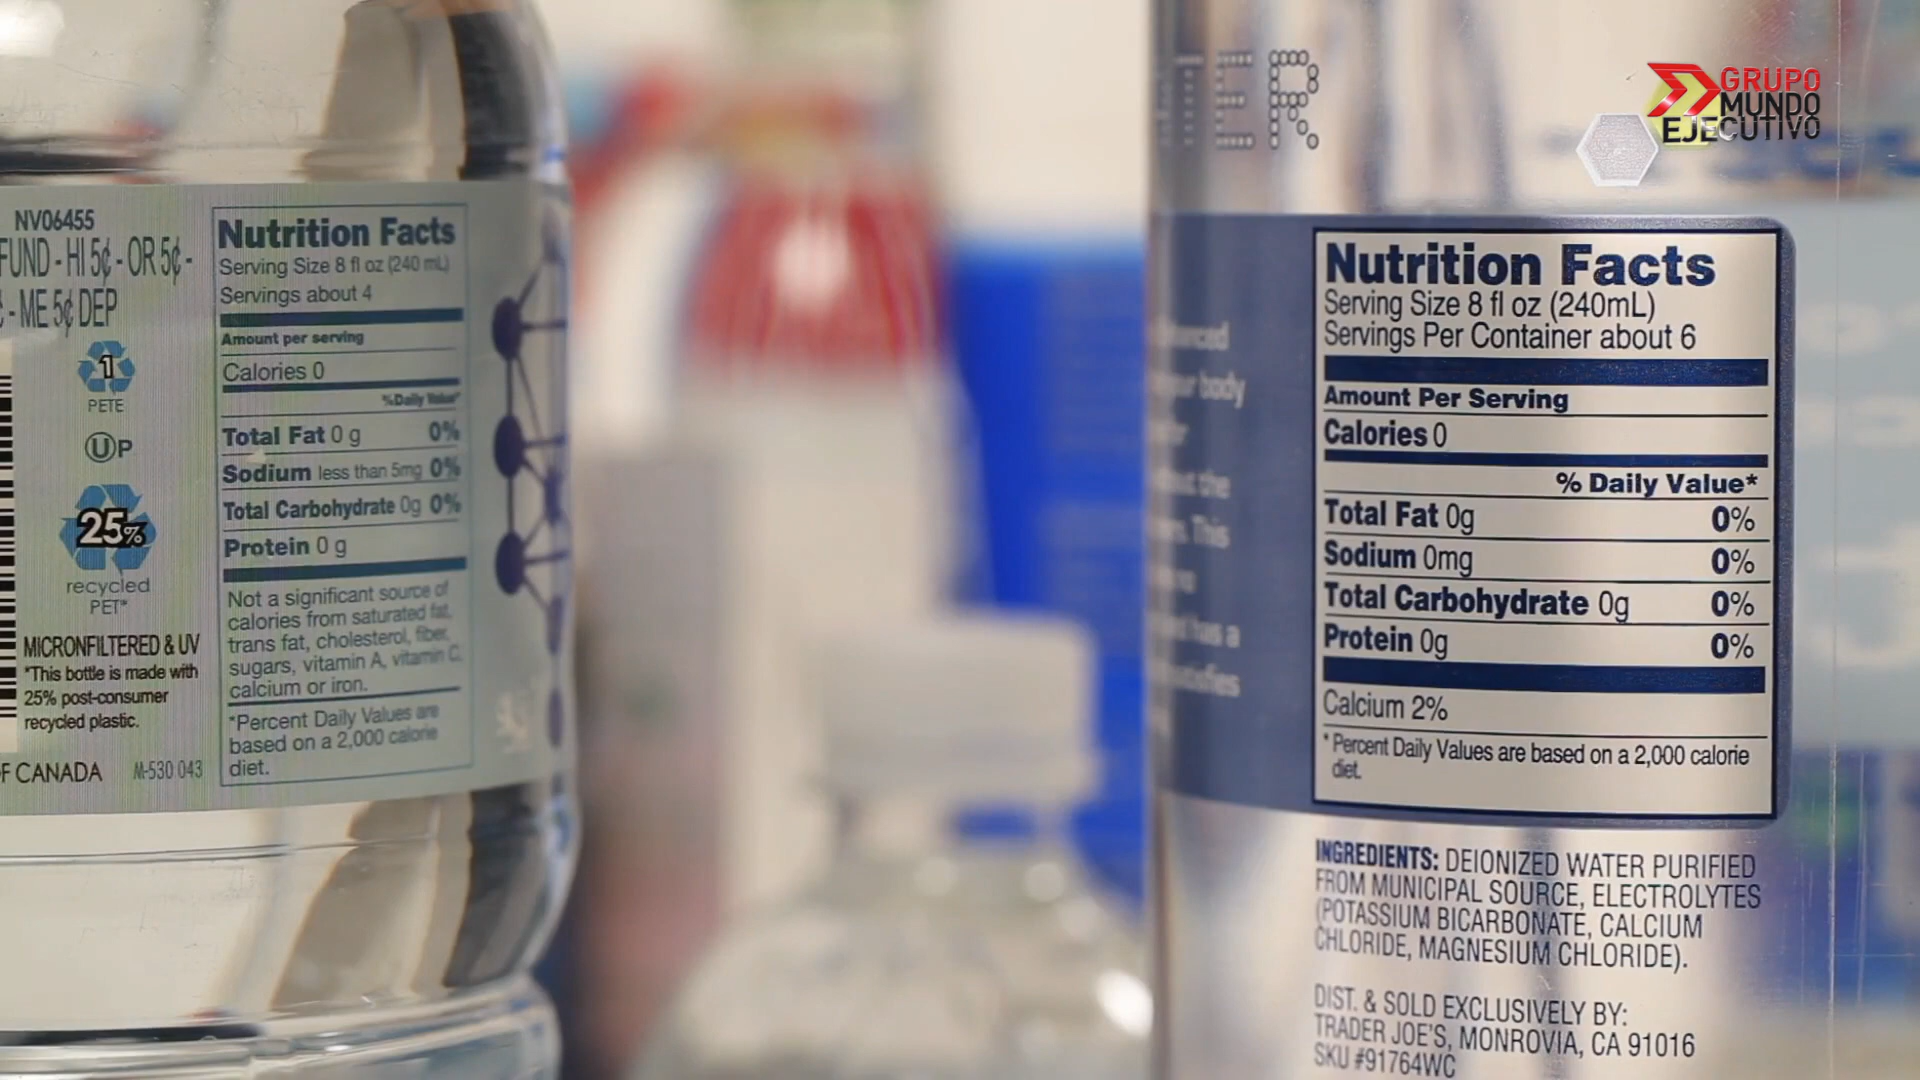 NV06455
FUND - HI 5¢ - OR 5¢ -
- ME 5¢ DEP
1
PETE
U P
25%
recycled
PET*
MICRONFILTERED & UV
*This bottle is made with
25% post-consumer
recycled plastic.
F CANADA M-530 043
Nutrition Facts
Serving Size 8 fl oz (240 mL)
Servings about 4
Amount per serving
Calories 0
%Daily Value*
Total Fat 0 g 0%
Sodium less than 5mg 0%
Total Carbohydrate 0g 0%
Protein 0 g
Not a significant source of
calories from saturated fat,
trans fat, cholesterol, fiber,
sugars, vitamin A, vitamin C,
calcium or iron.
*Percent Daily Values are
based on a 2,000 calorie
diet.
TER
your body
the
This
has a
Nutrition Facts
Serving Size 8 fl oz (240mL)
Servings Per Container about 6
Amount Per Serving
Calories 0
% Daily Value*
Total Fat 0g 0%
Sodium 0mg 0%
Total Carbohydrate 0g 0%
Protein 0g 0%
Calcium 2%
* Percent Daily Values are based on a 2,000 calorie
diet.
INGREDIENTS: DEIONIZED WATER PURIFIED
FROM MUNICIPAL SOURCE, ELECTROLYTES
(POTASSIUM BICARBONATE, CALCIUM
CHLORIDE, MAGNESIUM CHLORIDE).
DIST. & SOLD EXCLUSIVELY BY:
TRADER JOE'S, MONROVIA, CA 91016
SKU #91764WC
GRUPO
MUNDO
EJECUTIVO